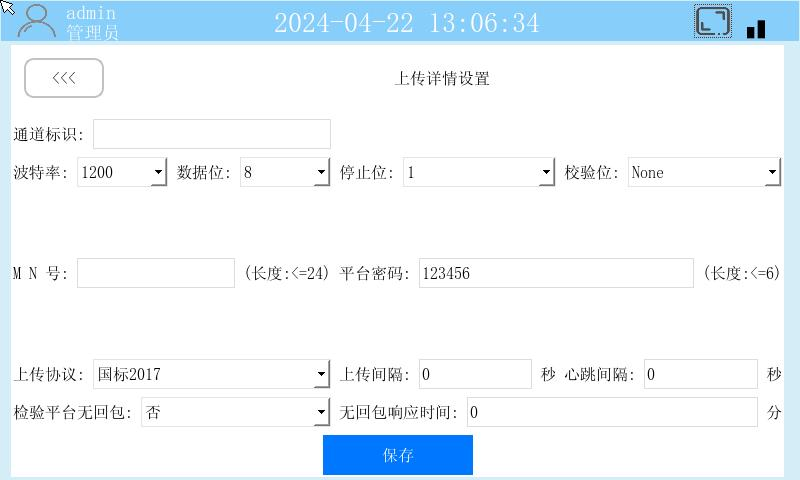 admin
管理员
2024-04-22 13:06:34
<<<
上传详情设置
通道标识:
波特率: 1200 数据位: 8 停止位: 1 校验位: None
M N 号: (长度:<=24) 平台密码: 123456 (长度:<=6)
上传协议: 国标2017 上传间隔: 0 秒 心跳间隔: 0 秒
检验平台无回包: 否 无回包响应时间: 0 分
保存